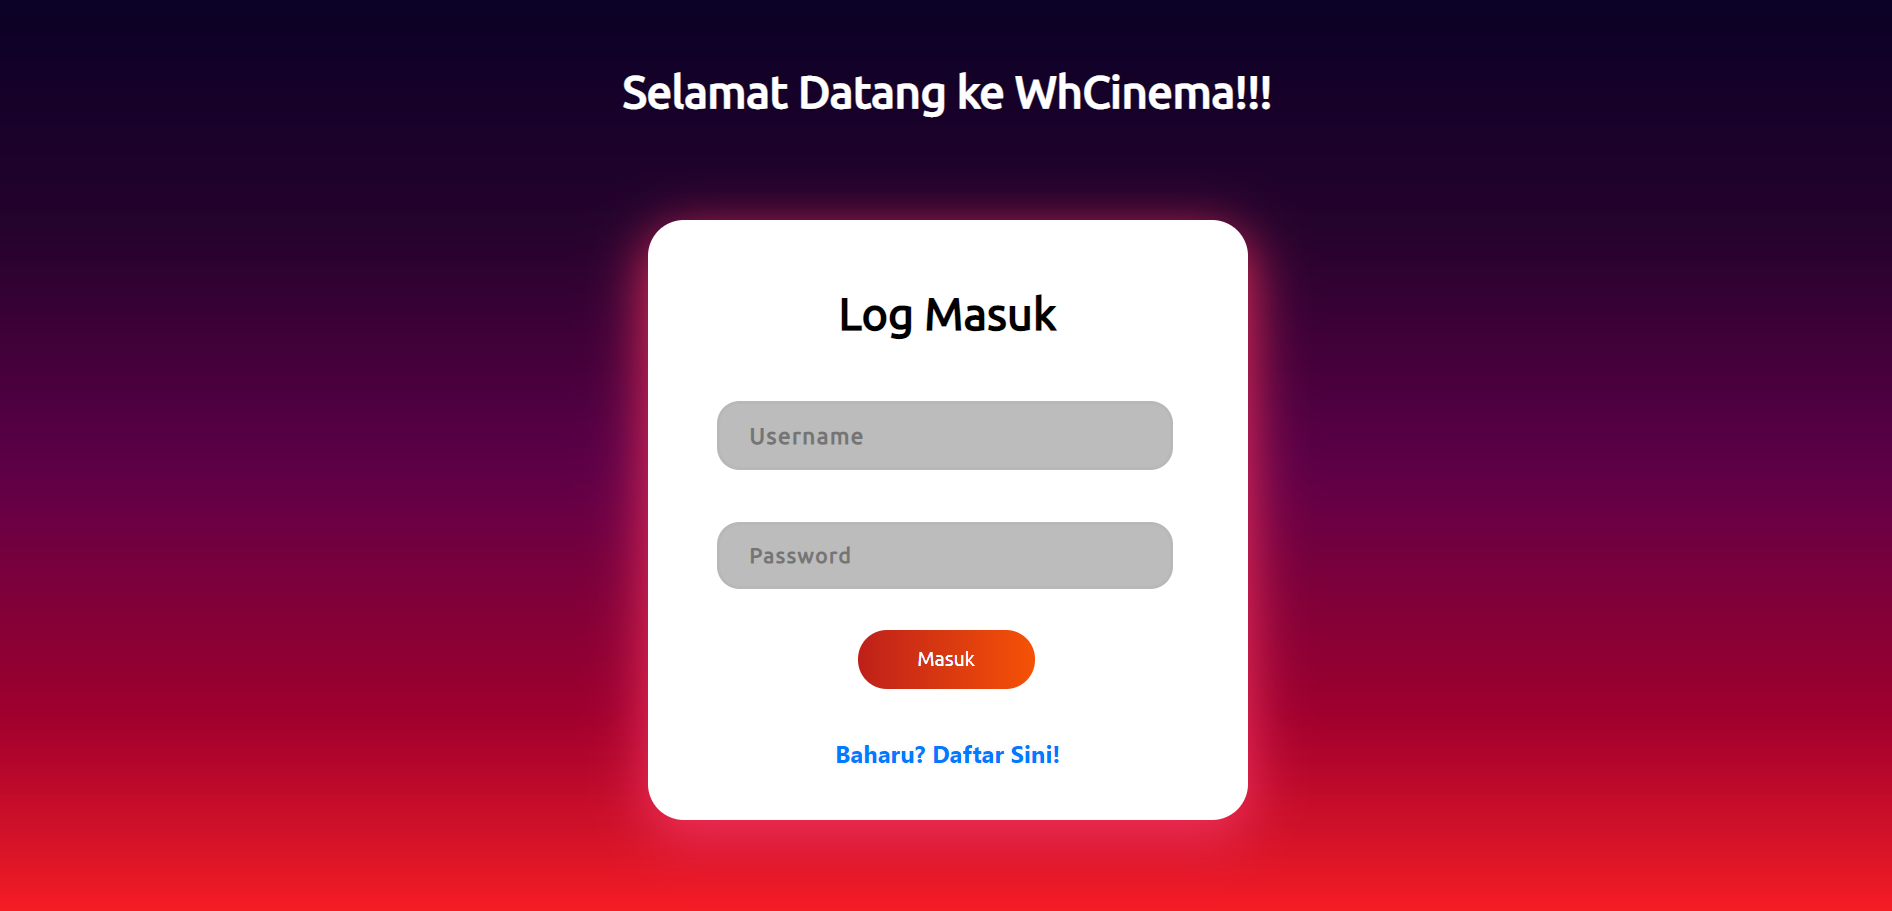 Selamat Datang ke WhCinema!!!
Log Masuk
Username
Password
Masuk
Baharu? Daftar Sini!